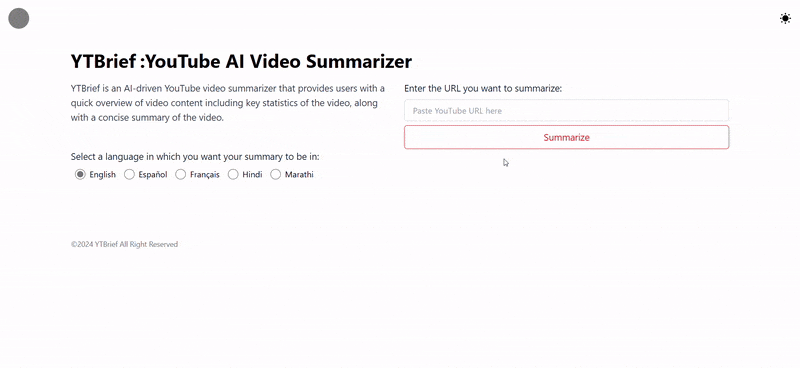 YTBrief :YouTube AI Video Summarizer
YTBrief is an AI-driven YouTube video summarizer that provides users with a
quick overview of video content including key statistics of the video, along
with a concise summary of the video.
Select a language in which you want your summary to be in:
English Español Français Hindi Marathi
Enter the URL you want to summarize:
Paste YouTube URL here
Summarize
©2024 YTBrief All Right Reserved